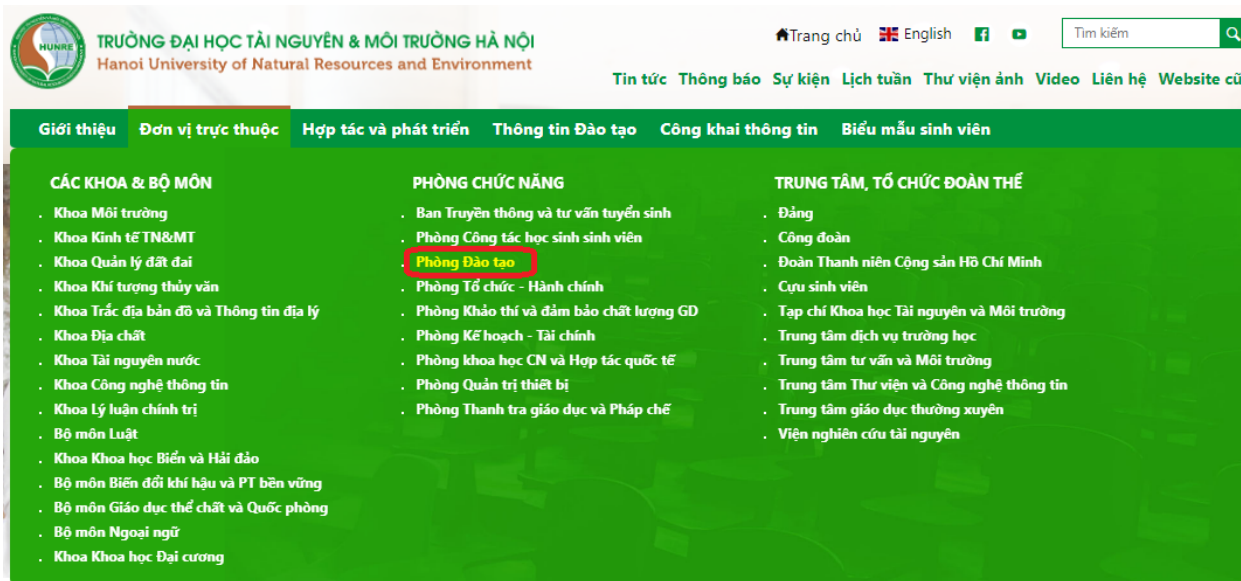 HUNRE
TRƯỜNG ĐẠI HỌC TÀI NGUYÊN & MÔI TRƯỜNG HÀ NỘI
Hanoi University of Natural Resources and Environment
Trang chủ English Tìm kiếm
Tin tức Thông báo Sự kiện Lịch tuần Thư viện ảnh Video Liên hệ Website cũ
Giới thiệu Đơn vị trực thuộc Hợp tác và phát triển Thông tin Đào tạo Công khai thông tin Biểu mẫu sinh viên
CÁC KHOA & BỘ MÔN
. Khoa Môi trường
. Khoa Kinh tế TN&MT
. Khoa Quản lý đất đai
. Khoa Khí tượng thủy văn
. Khoa Trắc địa bản đồ và Thông tin địa lý
. Khoa Địa chất
. Khoa Tài nguyên nước
. Khoa Công nghệ thông tin
. Khoa Lý luận chính trị
. Bộ môn Luật
. Khoa Khoa học Biển và Hải đảo
. Bộ môn Biến đổi khí hậu và PT bền vững
. Bộ môn Giáo dục thể chất và Quốc phòng
. Bộ môn Ngoại ngữ
. Khoa Khoa học Đại cương
PHÒNG CHỨC NĂNG
. Ban Truyền thông và tư vấn tuyển sinh
. Phòng Công tác học sinh sinh viên
. Phòng Đào tạo
. Phòng Tổ chức - Hành chính
. Phòng Khảo thí và đảm bảo chất lượng GD
. Phòng Kế hoạch - Tài chính
. Phòng khoa học CN và Hợp tác quốc tế
. Phòng Quản trị thiết bị
. Phòng Thanh tra giáo dục và Pháp chế
TRUNG TÂM, TỔ CHỨC ĐOÀN THỂ
. Đảng
. Công đoàn
. Đoàn Thanh niên Cộng sản Hồ Chí Minh
. Cựu sinh viên
. Tạp chí Khoa học Tài nguyên và Môi trường
. Trung tâm dịch vụ trường học
. Trung tâm tư vấn và Môi trường
. Trung tâm Thư viện và Công nghệ thông tin
. Trung tâm giáo dục thường xuyên
. Viện nghiên cứu tài nguyên